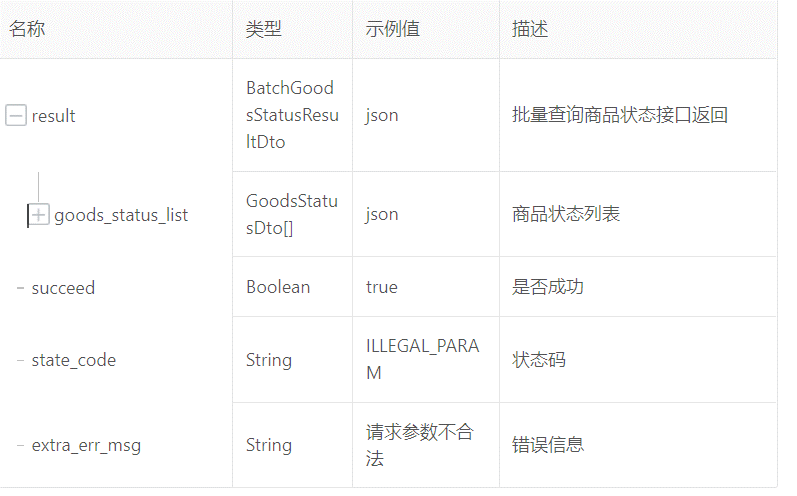 名称 类型 示例值 描述
result BatchGood json 批量查询商品状态接口返回
sStatusResu
ltDto
goods_status_list GoodsStatu json 商品状态列表
sDto[]
succeed Boolean true 是否成功
state_code String ILLEGAL_PARA 状态码
M
extra_err_msg String 请求参数不合 错误信息
法